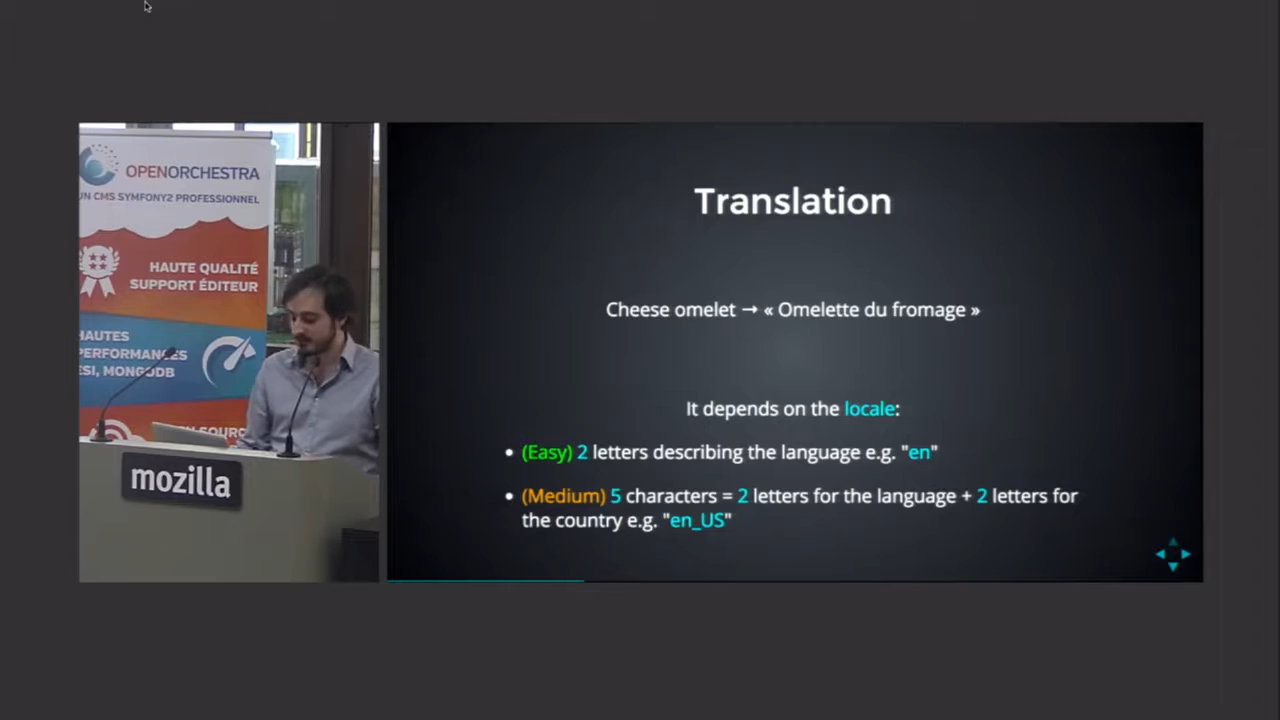 OPENORCHESTRA
UN CMS SYMFONY2 PROFESSIONNEL
HAUTE QUALITÉ
SUPPORT ÉDITEUR
HAUTES
PERFORMANCES
ESI, MONGODB
mozilla
Translation
Cheese omelet → « Omelette du fromage »
It depends on the locale:
• (Easy) 2 letters describing the language e.g. "en"
• (Medium) 5 characters = 2 letters for the language + 2 letters for
the country e.g. "en_US"